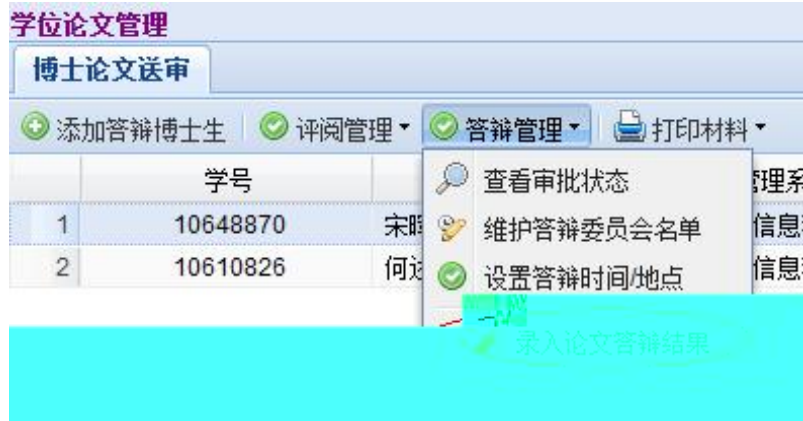 学位论文管理
博士论文送审
添加答辩博士生 评阅管理 答辩管理 打印材料
学号
查看审批状态
管理系
1 10648870 宋
维护答辩委员会名单
信息
2 10610826 何
设置答辩时间/地点
信息
录入论文答辩结果